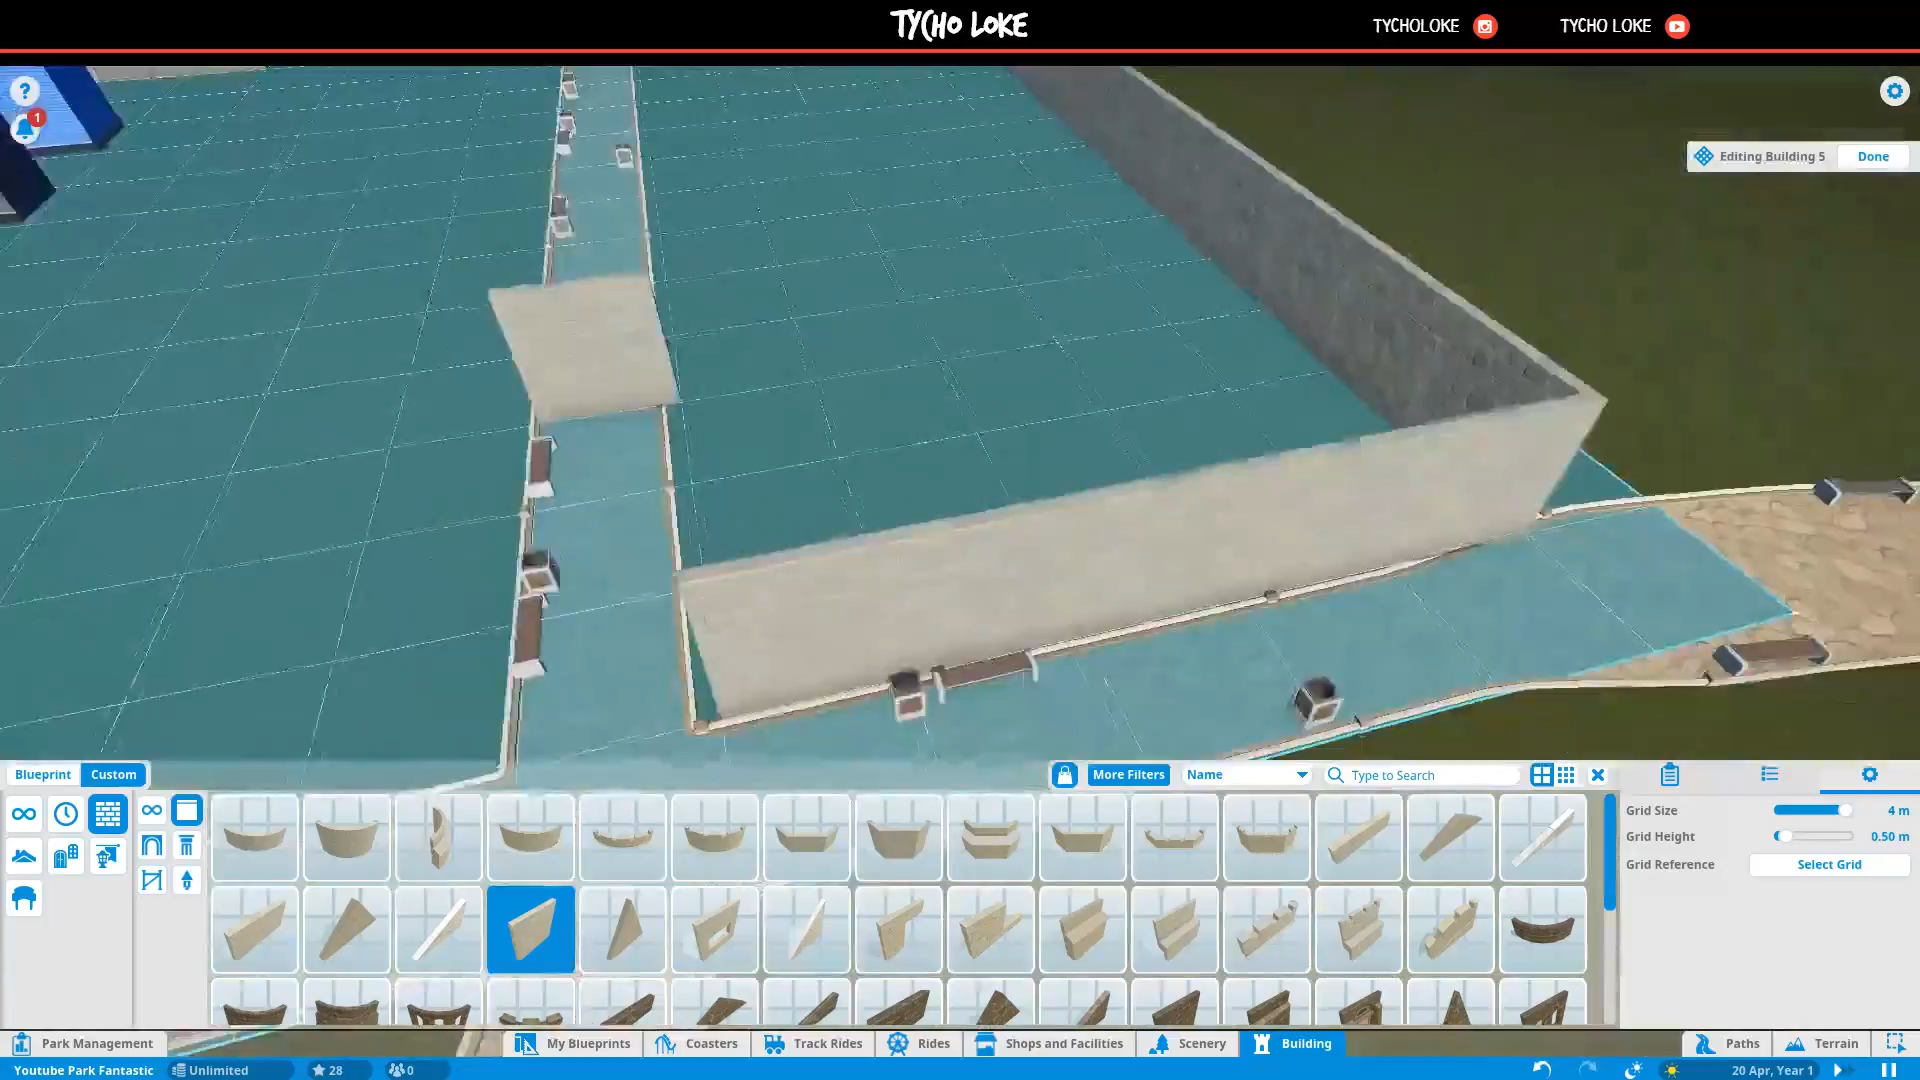 TYCHO LOKE
TYCHOLOKE
TYCHO LOKE
?
1
Editing Building 5
Done
Blueprint
Custom
More Filters
Name
Type to Search
Grid Size
4 m
Grid Height
0.50 m
Grid Reference
Select Grid
Park Management
My Blueprints
Coasters
Track Rides
Rides
Shops and Facilities
Scenery
Building
Paths
Terrain
Youtube Park Fantastic
Unlimited
28
0
20 Apr, Year 1